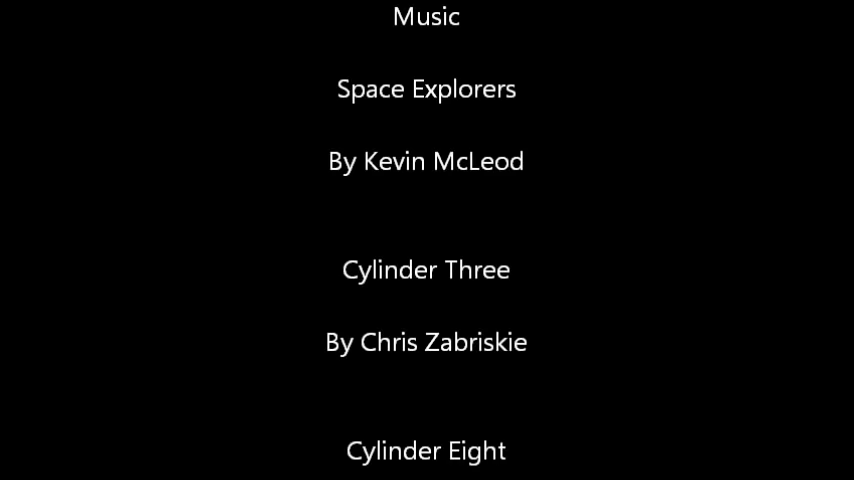 Music
Space Explorers
By Kevin McLeod
Cylinder Three
By Chris Zabriskie
Cylinder Eight